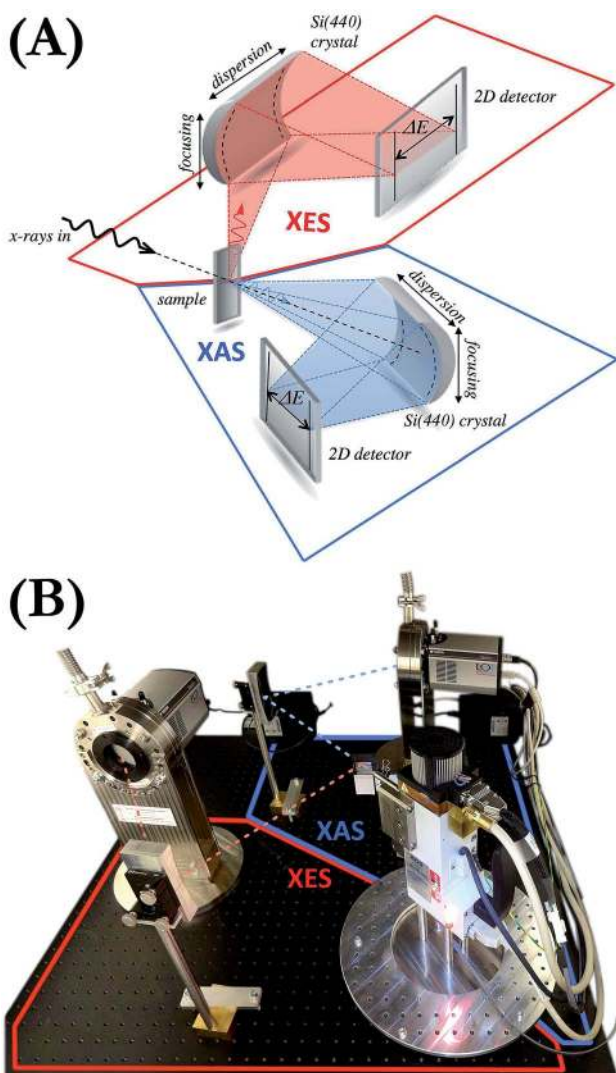 (A)
Si(440)
crystal
dispersion
2D detector
focusing
ΔE
x-rays in
XES
sample
dispersion
XAS
focusing
ΔE
Si(440) crystal
2D detector
(B)
XAS
XES